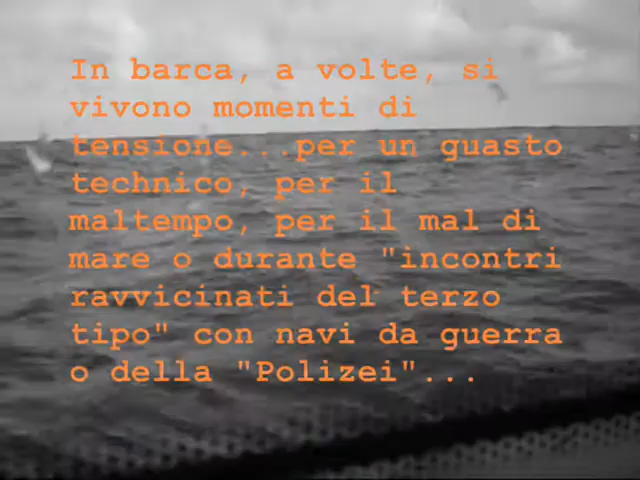 In barca, a volte, si
vivono momenti di
tensione...per un guasto
technico, per il
maltempo, per il mal di
mare o durante "incontri
ravvicinati del terzo
tipo" con navi da guerra
o della "Polizei"...